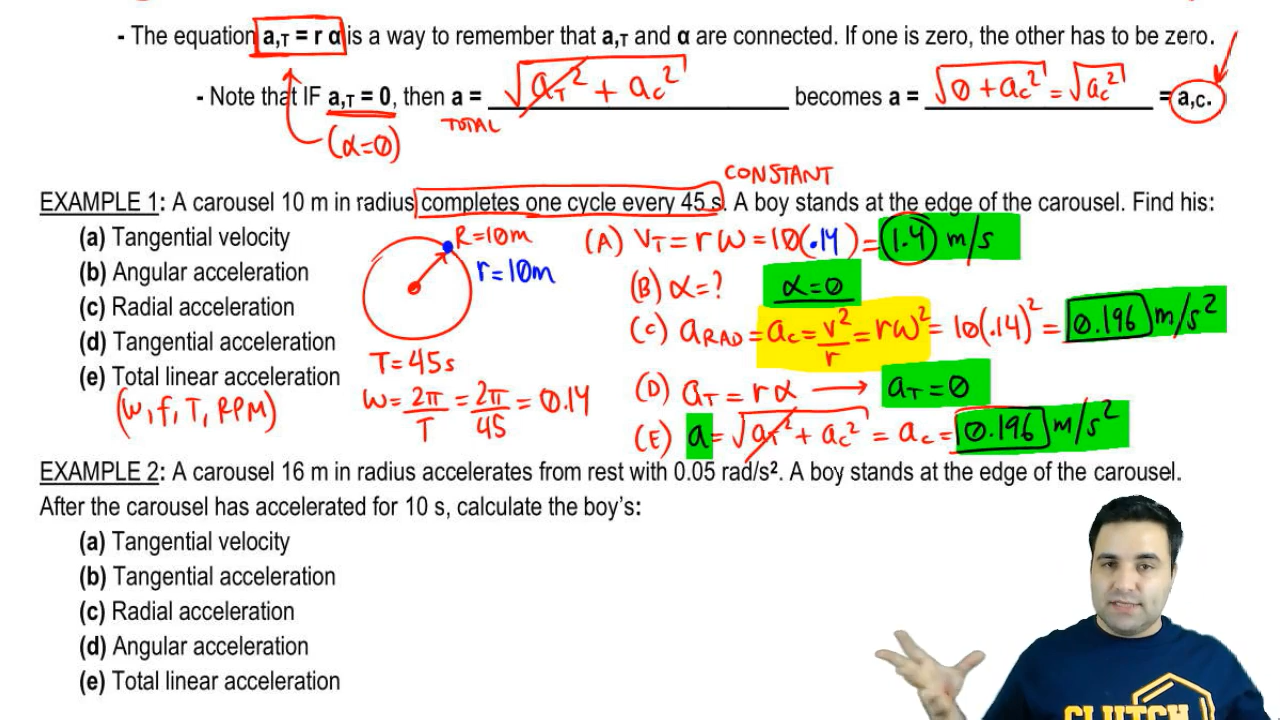 - The equation a,T = r α is a way to remember that a,T and α are connected. If one is zero, the other has to be zero.
- Note that IF a,T = 0, then a = √(aT² + ac²) becomes a = √(0 + ac²) = √(ac²) = a,c.
TOTAL
(α=0)
CONSTANT
EXAMPLE 1: A carousel 10 m in radius completes one cycle every 45 s. A boy stands at the edge of the carousel. Find his:
(a) Tangential velocity
(b) Angular acceleration
(c) Radial acceleration
(d) Tangential acceleration
(e) Total linear acceleration
(W, f, T, RPM)
R=10m
r=10m
T=45s
W = 2π/T = 2π/45 = 0.14
(A) VT = rW = 10(.14) = 1.4 m/s
(B) α=? α=0
(C) aRAD = ac = v²/r = rW² = 10(.14)² = 0.196 m/s²
(D) aT = rα → aT = 0
(E) a = √(aT² + ac²) = ac = 0.196 m/s²
EXAMPLE 2: A carousel 16 m in radius accelerates from rest with 0.05 rad/s². A boy stands at the edge of the carousel.
After the carousel has accelerated for 10 s, calculate the boy's:
(a) Tangential velocity
(b) Tangential acceleration
(c) Radial acceleration
(d) Angular acceleration
(e) Total linear acceleration
CLUTCH